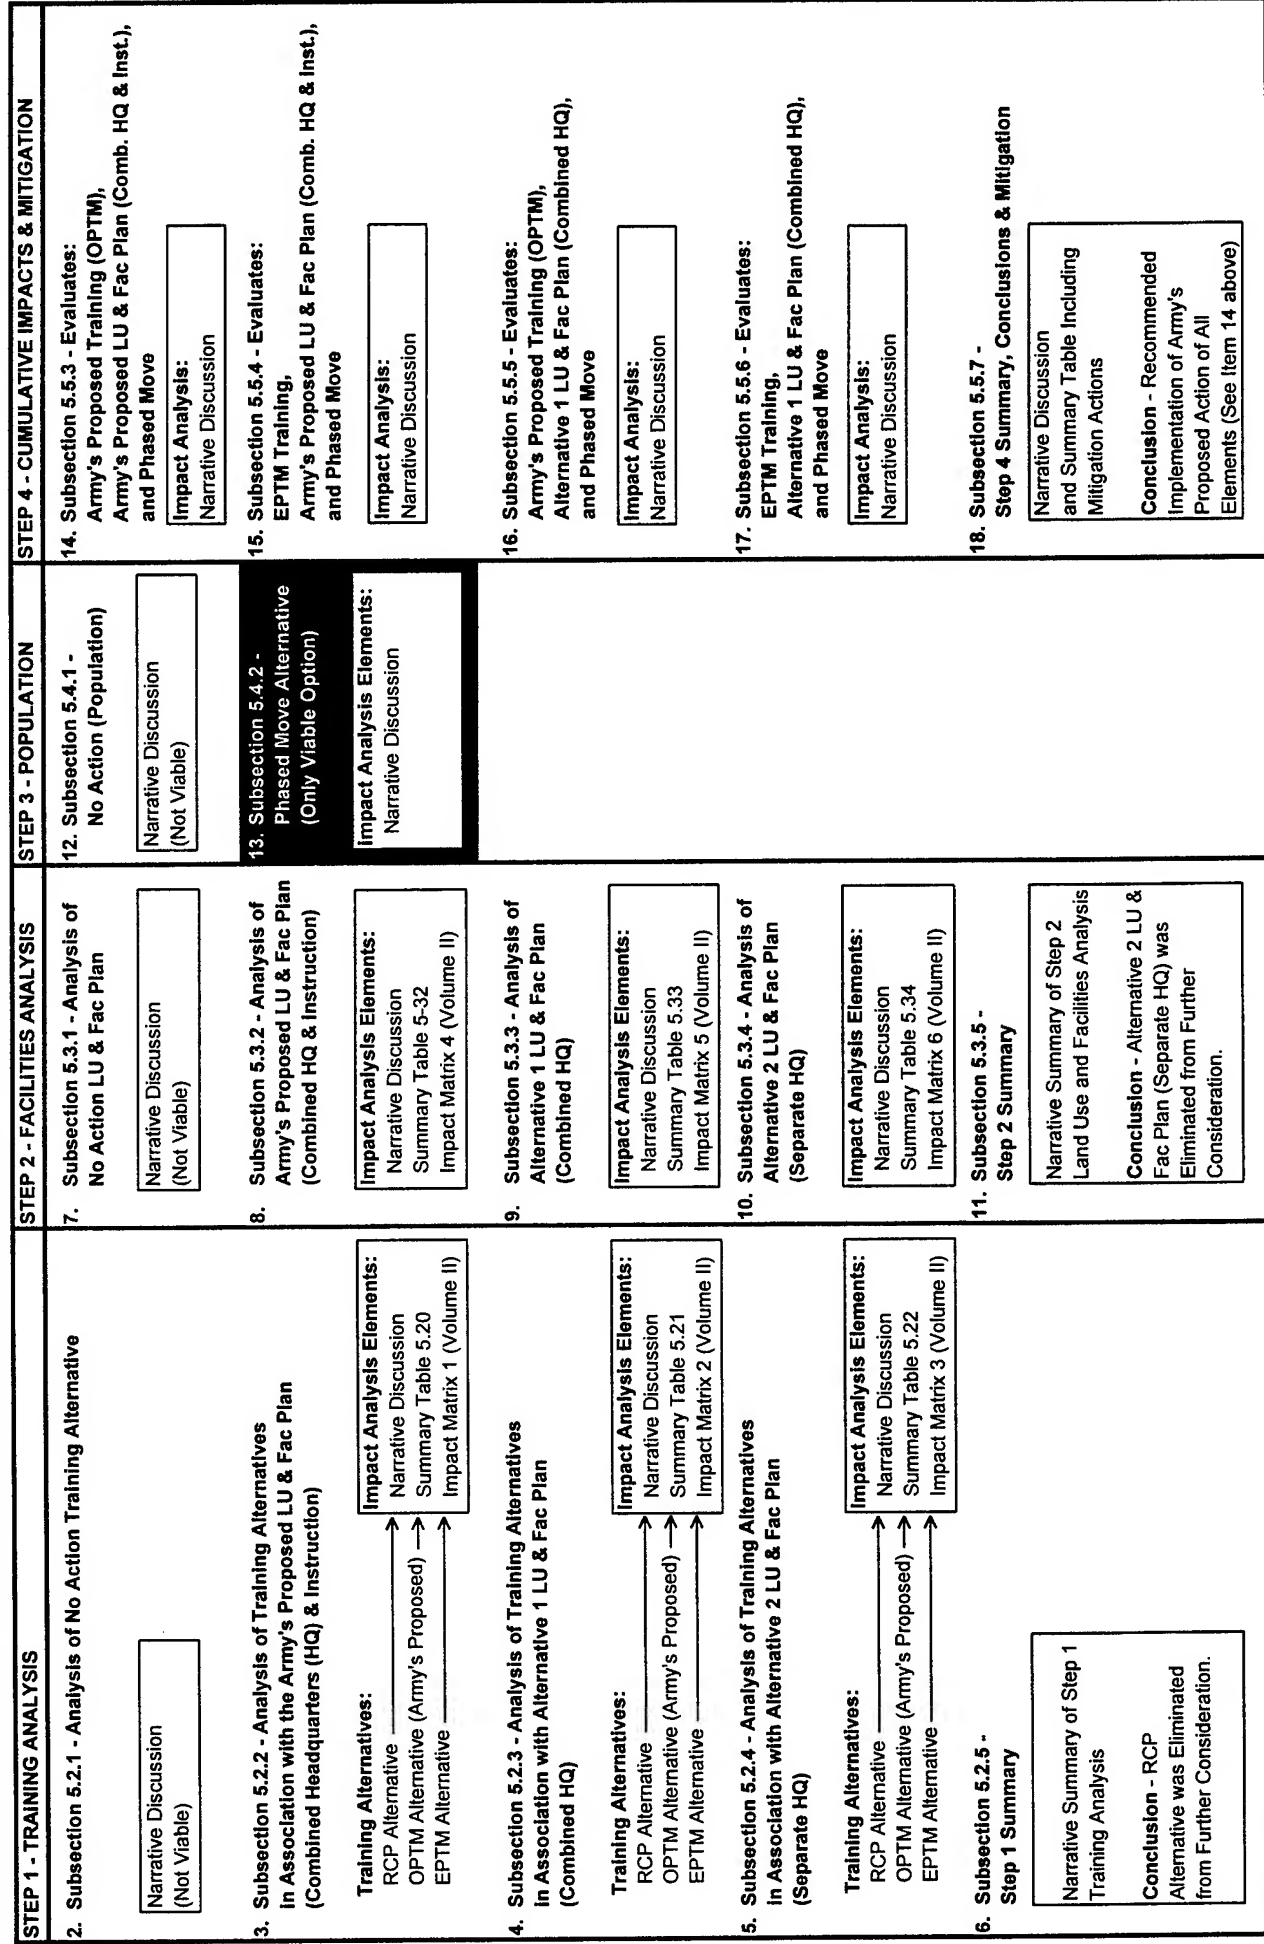 STEP 1 - TRAINING ANALYSIS
2. Subsection 5.2.1 - Analysis of No Action Training Alternative
Narrative Discussion
(Not Viable)
3. Subsection 5.2.2 - Analysis of Training Alternatives
in Association with the Army's Proposed LU & Fac Plan
(Combined Headquarters (HQ) & Instruction)
Training Alternatives:
RCP Alternative
OPTM Alternative (Army's Proposed)
EPTM Alternative
Impact Analysis Elements:
Narrative Discussion
Summary Table 5.20
Impact Matrix 1 (Volume II)
4. Subsection 5.2.3 - Analysis of Training Alternatives
in Association with Alternative 1 LU & Fac Plan
(Combined HQ)
Training Alternatives:
RCP Alternative
OPTM Alternative (Army's Proposed)
EPTM Alternative
Impact Analysis Elements:
Narrative Discussion
Summary Table 5.21
Impact Matrix 2 (Volume II)
5. Subsection 5.2.4 - Analysis of Training Alternatives
in Association with Alternative 2 LU & Fac Plan
(Separate HQ)
Training Alternatives:
RCP Alternative
OPTM Alternative (Army's Proposed)
EPTM Alternative
Impact Analysis Elements:
Narrative Discussion
Summary Table 5.22
Impact Matrix 3 (Volume II)
6. Subsection 5.2.5 -
Step 1 Summary
Narrative Summary of Step 1
Training Analysis
Conclusion - RCP
Alternative was Eliminated
from Further Consideration.
STEP 2 - FACILITIES ANALYSIS
7. Subsection 5.3.1 - Analysis of
No Action LU & Fac Plan
Narrative Discussion
(Not Viable)
8. Subsection 5.3.2 - Analysis of
Army's Proposed LU & Fac Plan
(Combined HQ & Instruction)
Impact Analysis Elements:
Narrative Discussion
Summary Table 5-32
Impact Matrix 4 (Volume II)
9. Subsection 5.3.3 - Analysis of
Alternative 1 LU & Fac Plan
(Combined HQ)
Impact Analysis Elements:
Narrative Discussion
Summary Table 5.33
Impact Matrix 5 (Volume II)
10. Subsection 5.3.4 - Analysis of
Alternative 2 LU & Fac Plan
(Separate HQ)
Impact Analysis Elements:
Narrative Discussion
Summary Table 5.34
Impact Matrix 6 (Volume II)
11. Subsection 5.3.5 -
Step 2 Summary
Narrative Summary of Step 2
Land Use and Facilities Analysis
Conclusion - Alternative 2 LU &
Fac Plan (Separate HQ) was
Eliminated from Further
Consideration.
STEP 3 - POPULATION
12. Subsection 5.4.1 -
No Action (Population)
Narrative Discussion
(Not Viable)
13. Subsection 5.4.2 -
Phased Move Alternative
(Only Viable Option)
Impact Analysis Elements:
Narrative Discussion
STEP 4 - CUMULATIVE IMPACTS & MITIGATION
14. Subsection 5.5.3 - Evaluates:
Army's Proposed Training (OPTM),
Army's Proposed LU & Fac Plan (Comb. HQ & Inst.),
and Phased Move
Impact Analysis:
Narrative Discussion
15. Subsection 5.5.4 - Evaluates:
EPTM Training,
Army's Proposed LU & Fac Plan (Comb. HQ & Inst.),
and Phased Move
Impact Analysis:
Narrative Discussion
16. Subsection 5.5.5 - Evaluates:
Army's Proposed Training (OPTM),
Alternative 1 LU & Fac Plan (Combined HQ),
and Phased Move
Impact Analysis:
Narrative Discussion
17. Subsection 5.5.6 - Evaluates:
EPTM Training,
Alternative 1 LU & Fac Plan (Combined HQ),
and Phased Move
Impact Analysis:
Narrative Discussion
18. Subsection 5.5.7 -
Step 4 Summary, Conclusions & Mitigation
Narrative Discussion
and Summary Table Including
Mitigation Actions
Conclusion - Recommended
Implementation of Army's
Proposed Action of All
Elements (See Item 14 above)